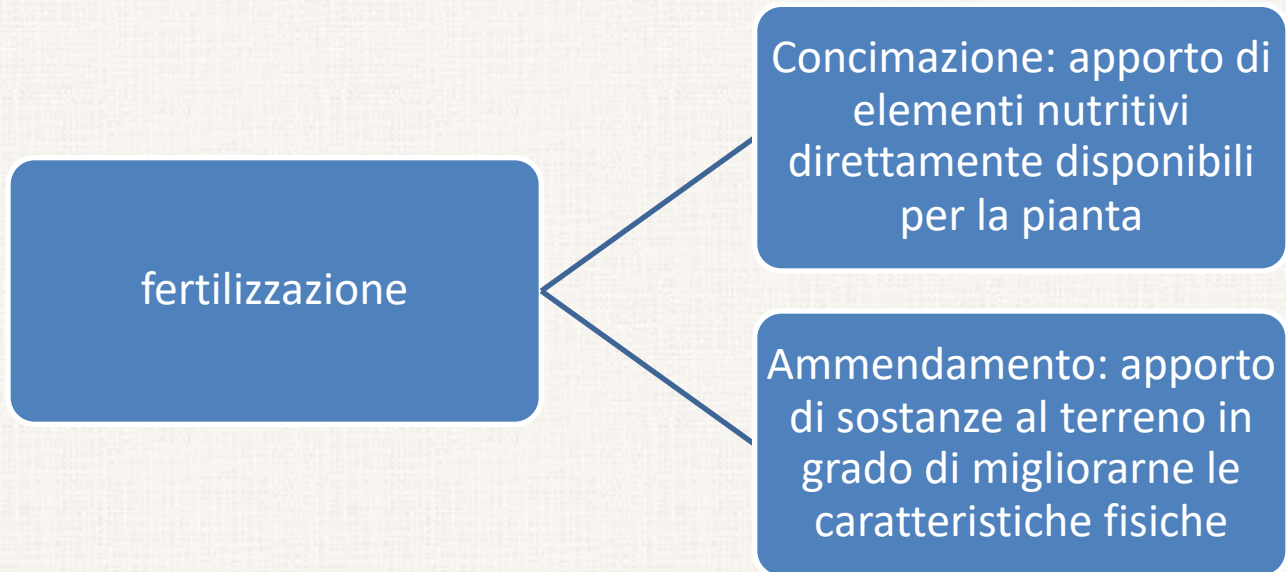 fertilizzazione
Concimazione: apporto di
elementi nutritivi
direttamente disponibili
per la pianta
Ammendamento: apporto
di sostanze al terreno in
grado di migliorarne le
caratteristiche fisiche